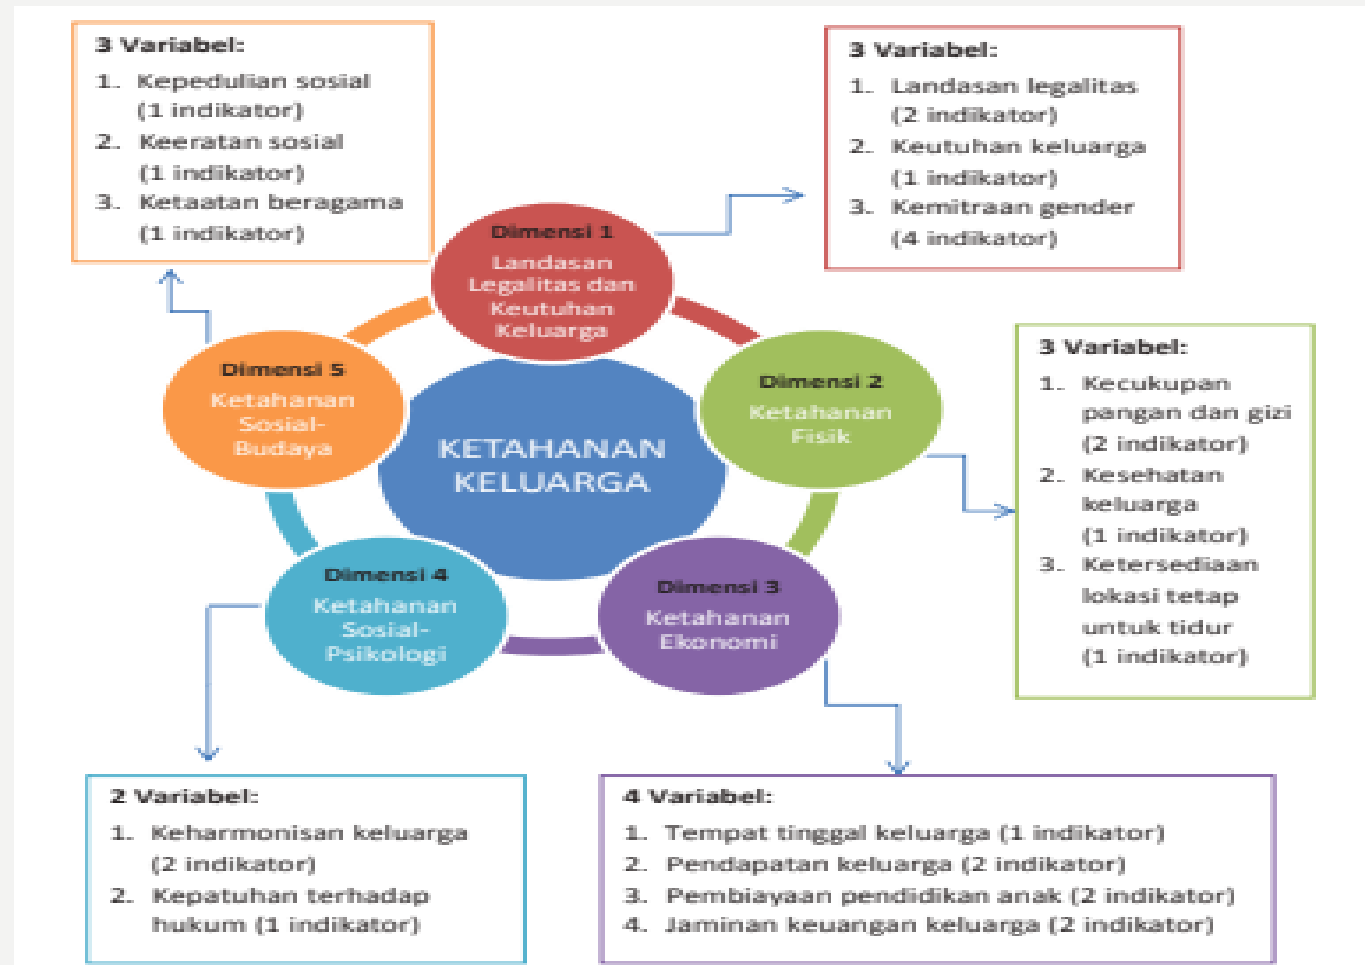 3 Variabel:
1. Kepedulian sosial
(1 indikator)
2. Keeratan sosial
(1 indikator)
3. Ketaatan beragama
(1 indikator)
3 Variabel:
1. Landasan legalitas
(2 indikator)
2. Keutuhan keluarga
(1 indikator)
3. Kemitraan gender
(4 indikator)
Dimensi 1
Landasan
Legalitas dan
Keutuhan
Keluarga
Dimensi 5
Ketahanan
Sosial-
Budaya
Dimensi 2
Ketahanan
Fisik
KETAHANAN
KELUARGA
3 Variabel:
1. Kecukupan
pangan dan gizi
(2 indikator)
2. Kesehatan
keluarga
(1 indikator)
3. Ketersediaan
lokasi tetap
untuk tidur
(1 indikator)
Dimensi 4
Ketahanan
Sosial-
Psikologi
Dimensi 3
Ketahanan
Ekonomi
2 Variabel:
1. Keharmonisan keluarga
(2 indikator)
2. Kepatuhan terhadap
hukum (1 indikator)
4 Variabel:
1. Tempat tinggal keluarga (1 indikator)
2. Pendapatan keluarga (2 indikator)
3. Pembiayaan pendidikan anak (2 indikator)
4. Jaminan keuangan keluarga (2 indikator)